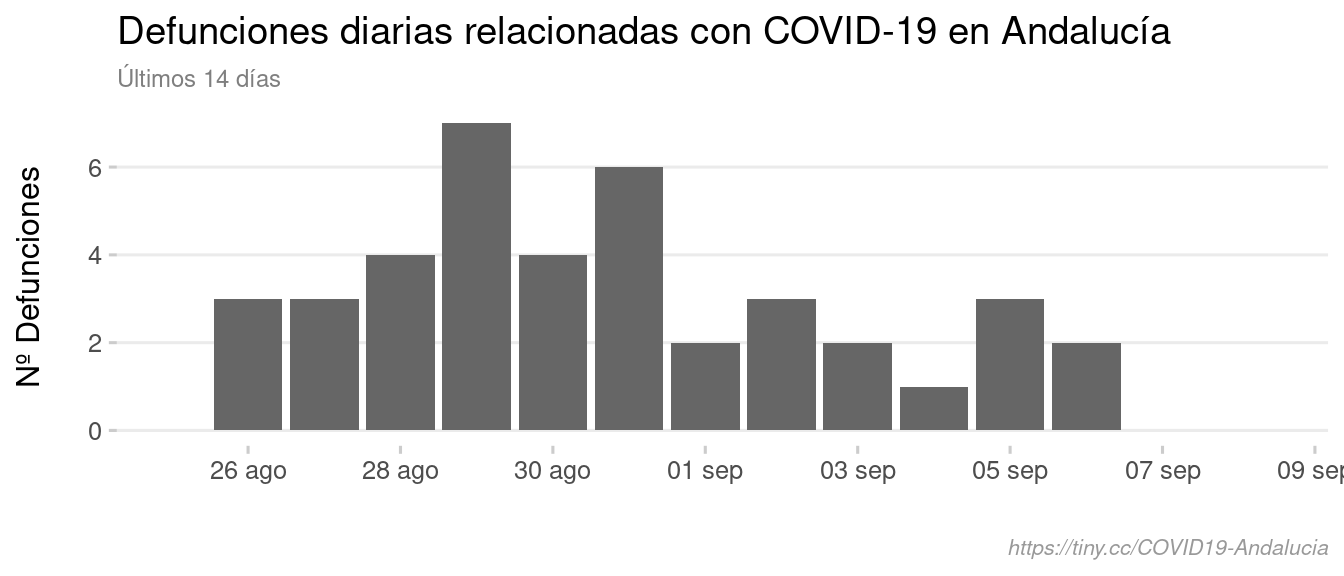 Defunciones diarias relacionadas con COVID-19 en Andalucía
Últimos 14 días
Nº Defunciones
6
4
2
0
26 ago 28 ago 30 ago 01 sep 03 sep 05 sep 07 sep 09 sep
https://tiny.cc/COVID19-Andalucia